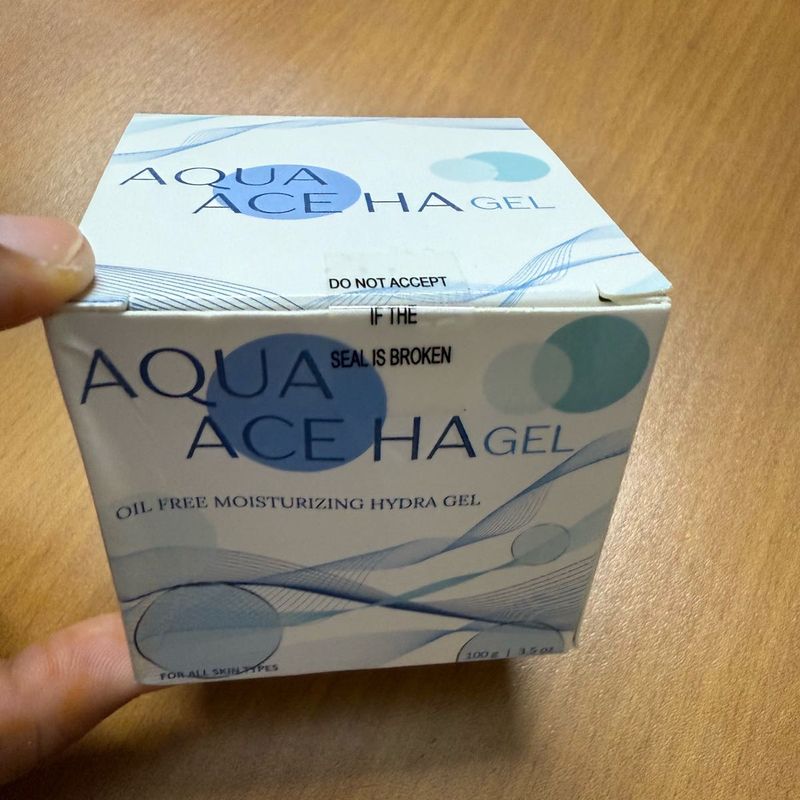 AQUA
ACE HA GEL
DO NOT ACCEPT
IF THE
SEAL IS BROKEN
AQUA
ACE HA GEL
OIL FREE MOISTURIZING HYDRA GEL
FOR ALL SKIN TYPES
100 g | 3.5 oz